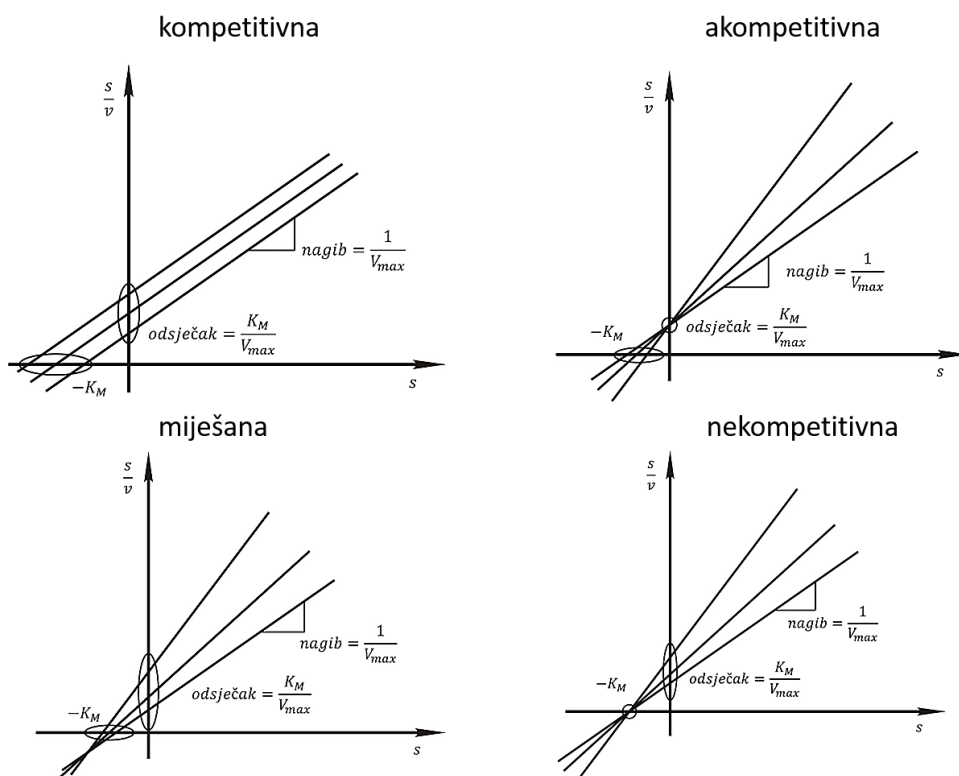 kompetitivna
s/v
nagib = 1/V_max
odsječak = K_M/V_max
−K_M
s
akompetitivna
s/v
nagib = 1/V_max
−K_M
odsječak = K_M/V_max
s
miješana
s/v
nagib = 1/V_max
−K_M
odsječak = K_M/V_max
s
nekompetitivna
s/v
nagib = 1/V_max
−K_M
odsječak = K_M/V_max
s